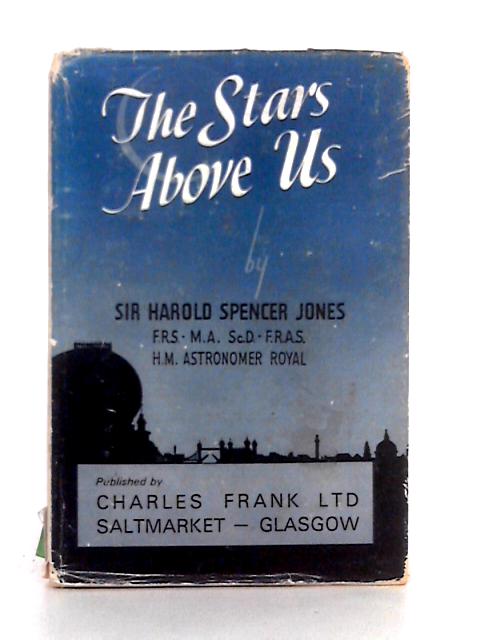 The Stars
Above Us
by
SIR HAROLD SPENCER JONES
F.R.S. · M.A. Sc.D. · F.R.A.S.
H.M. ASTRONOMER ROYAL
Published by
CHARLES FRANK LTD
SALTMARKET — GLASGOW